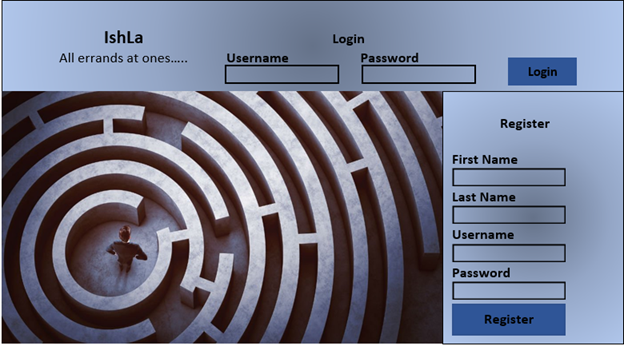 IshLa
All errands at ones…..
Login
Username Password
Login
Register
First Name
Last Name
Username
Password
Register